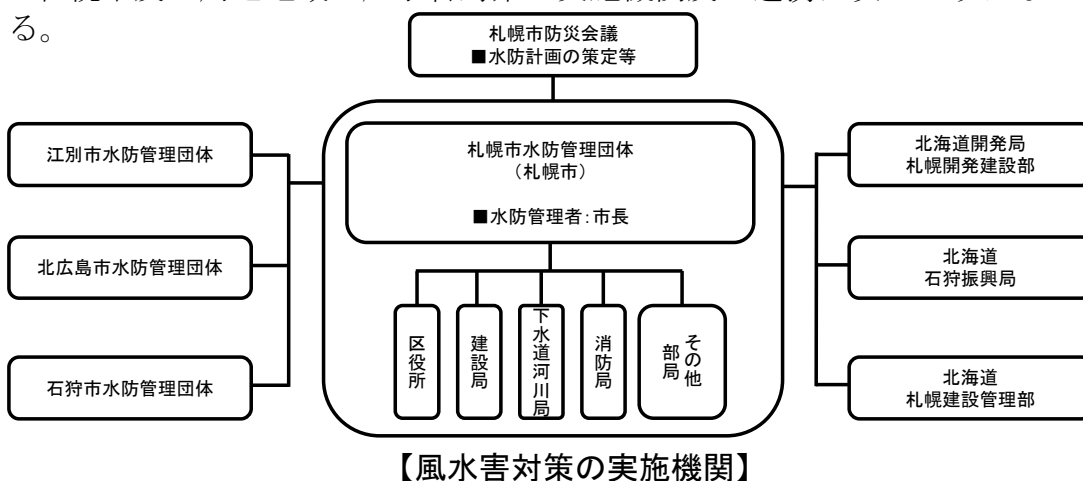 る。
札幌市防災会議
■水防計画の策定等
江別市水防管理団体
北広島市水防管理団体
石狩市水防管理団体
札幌市水防管理団体
（札幌市）
■水防管理者：市長
区役所
建設局
下水道河川局
消防局
その他
部局
北海道開発局
札幌開発建設部
北海道
石狩振興局
北海道
札幌建設管理部
【風水害対策の実施機関】